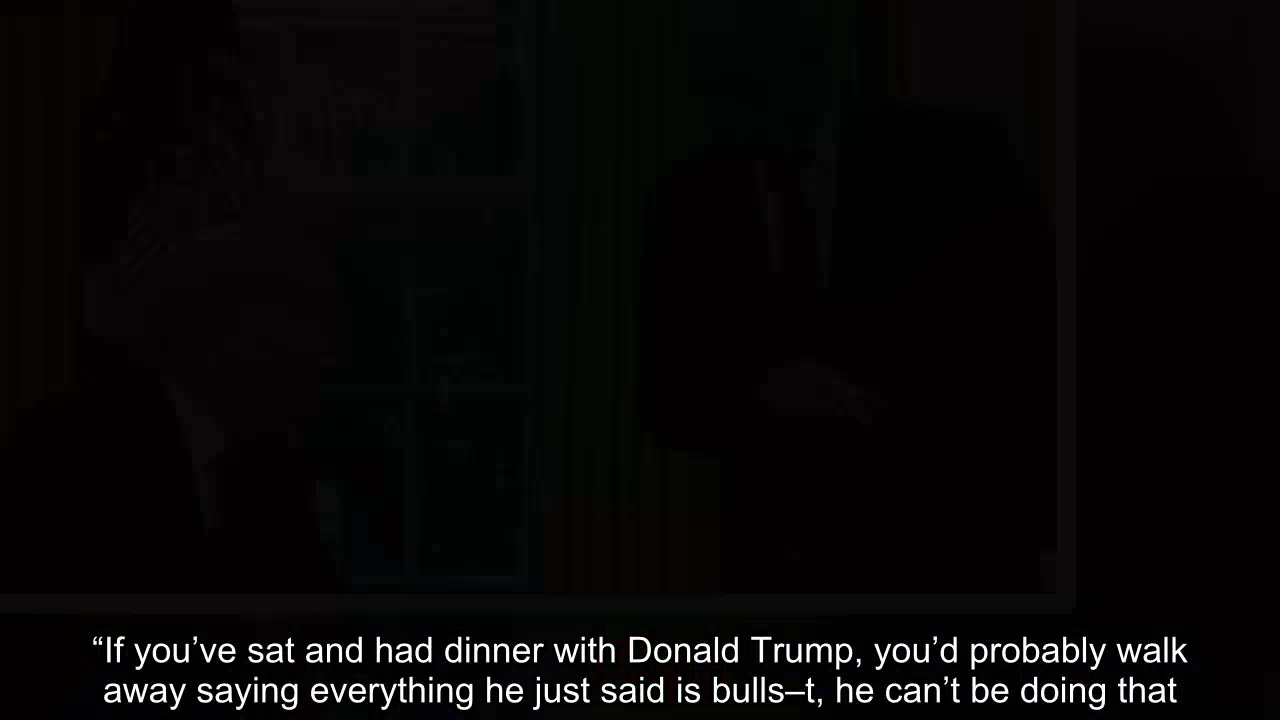 “If you’ve sat and had dinner with Donald Trump, you’d probably walk
away saying everything he just said is bulls–t, he can’t be doing that